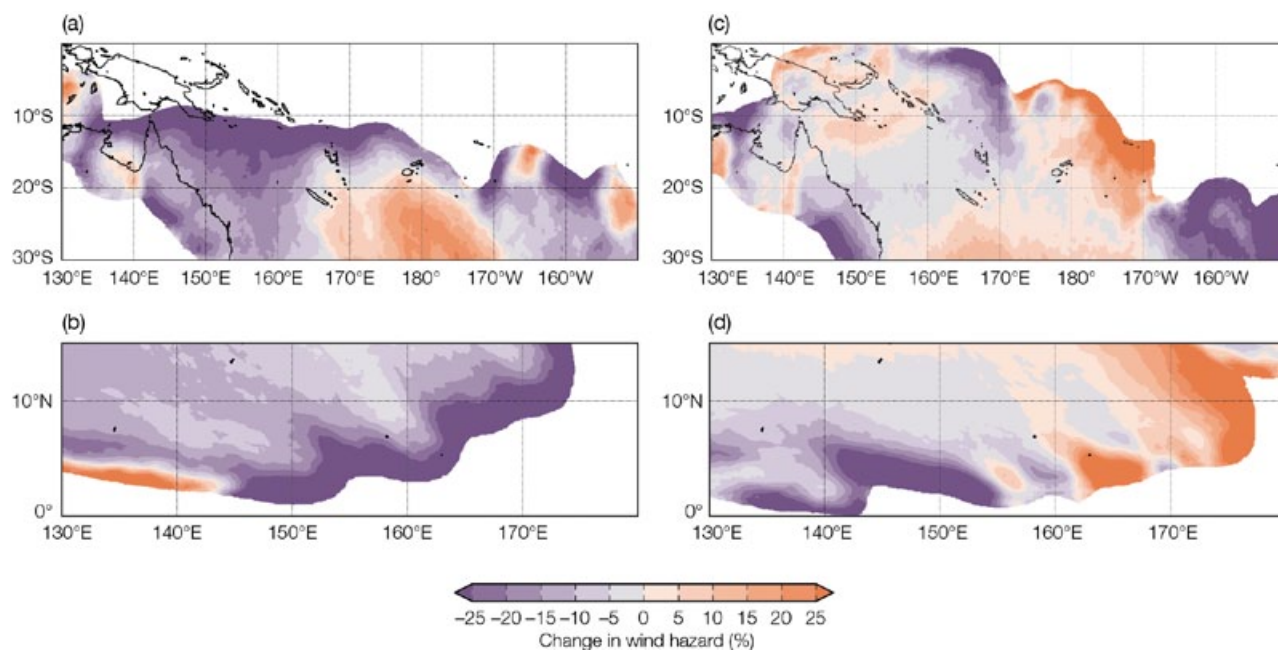 (a)
(c)
10°S
10°S
20°S
20°S
30°S
30°S
130°E 140°E 150°E 160°E 170°E 180° 170°W 160°W
130°E 140°E 150°E 160°E 170°E 180° 170°W 160°W
(b)
(d)
10°N
10°N
0°
0°
130°E 140°E 150°E 160°E 170°E
130°E 140°E 150°E 160°E 170°E
−25 −20 −15 −10 −5 0 5 10 15 20 25
Change in wind hazard (%)